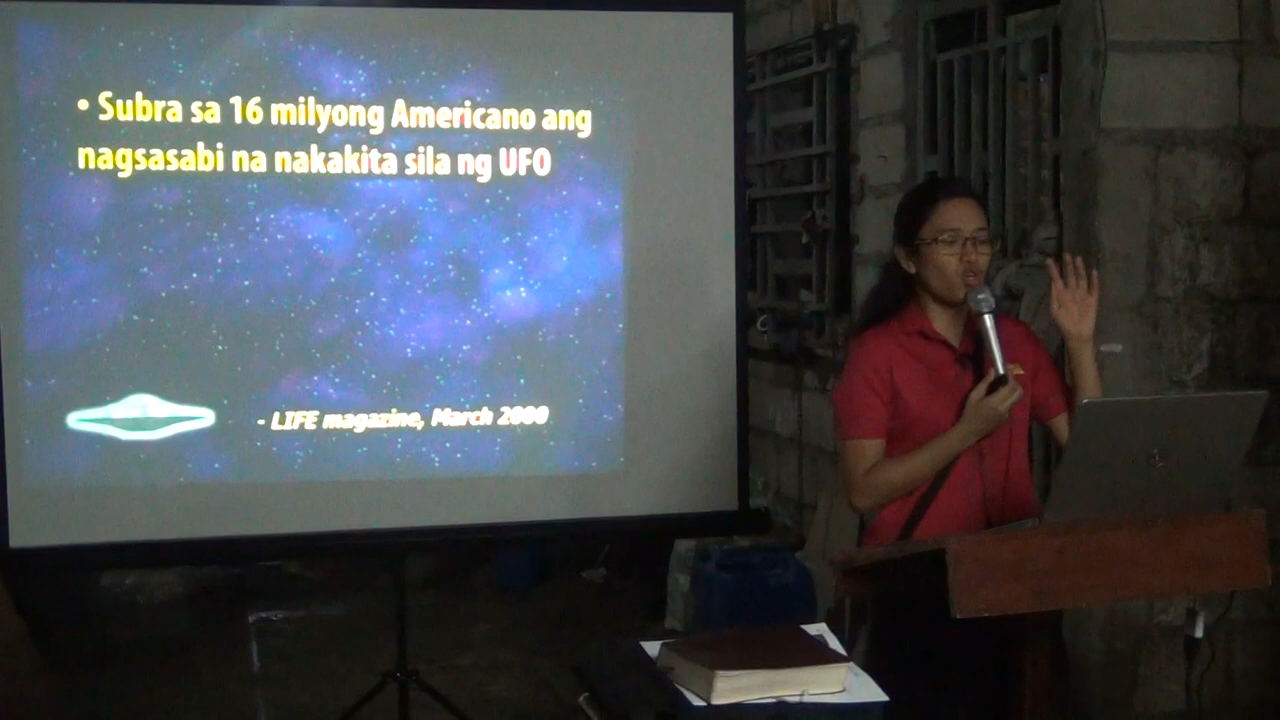 • Subra sa 16 milyong Americano ang
nagsasabi na nakakita sila ng UFO
- LIFE magazine, March 2000